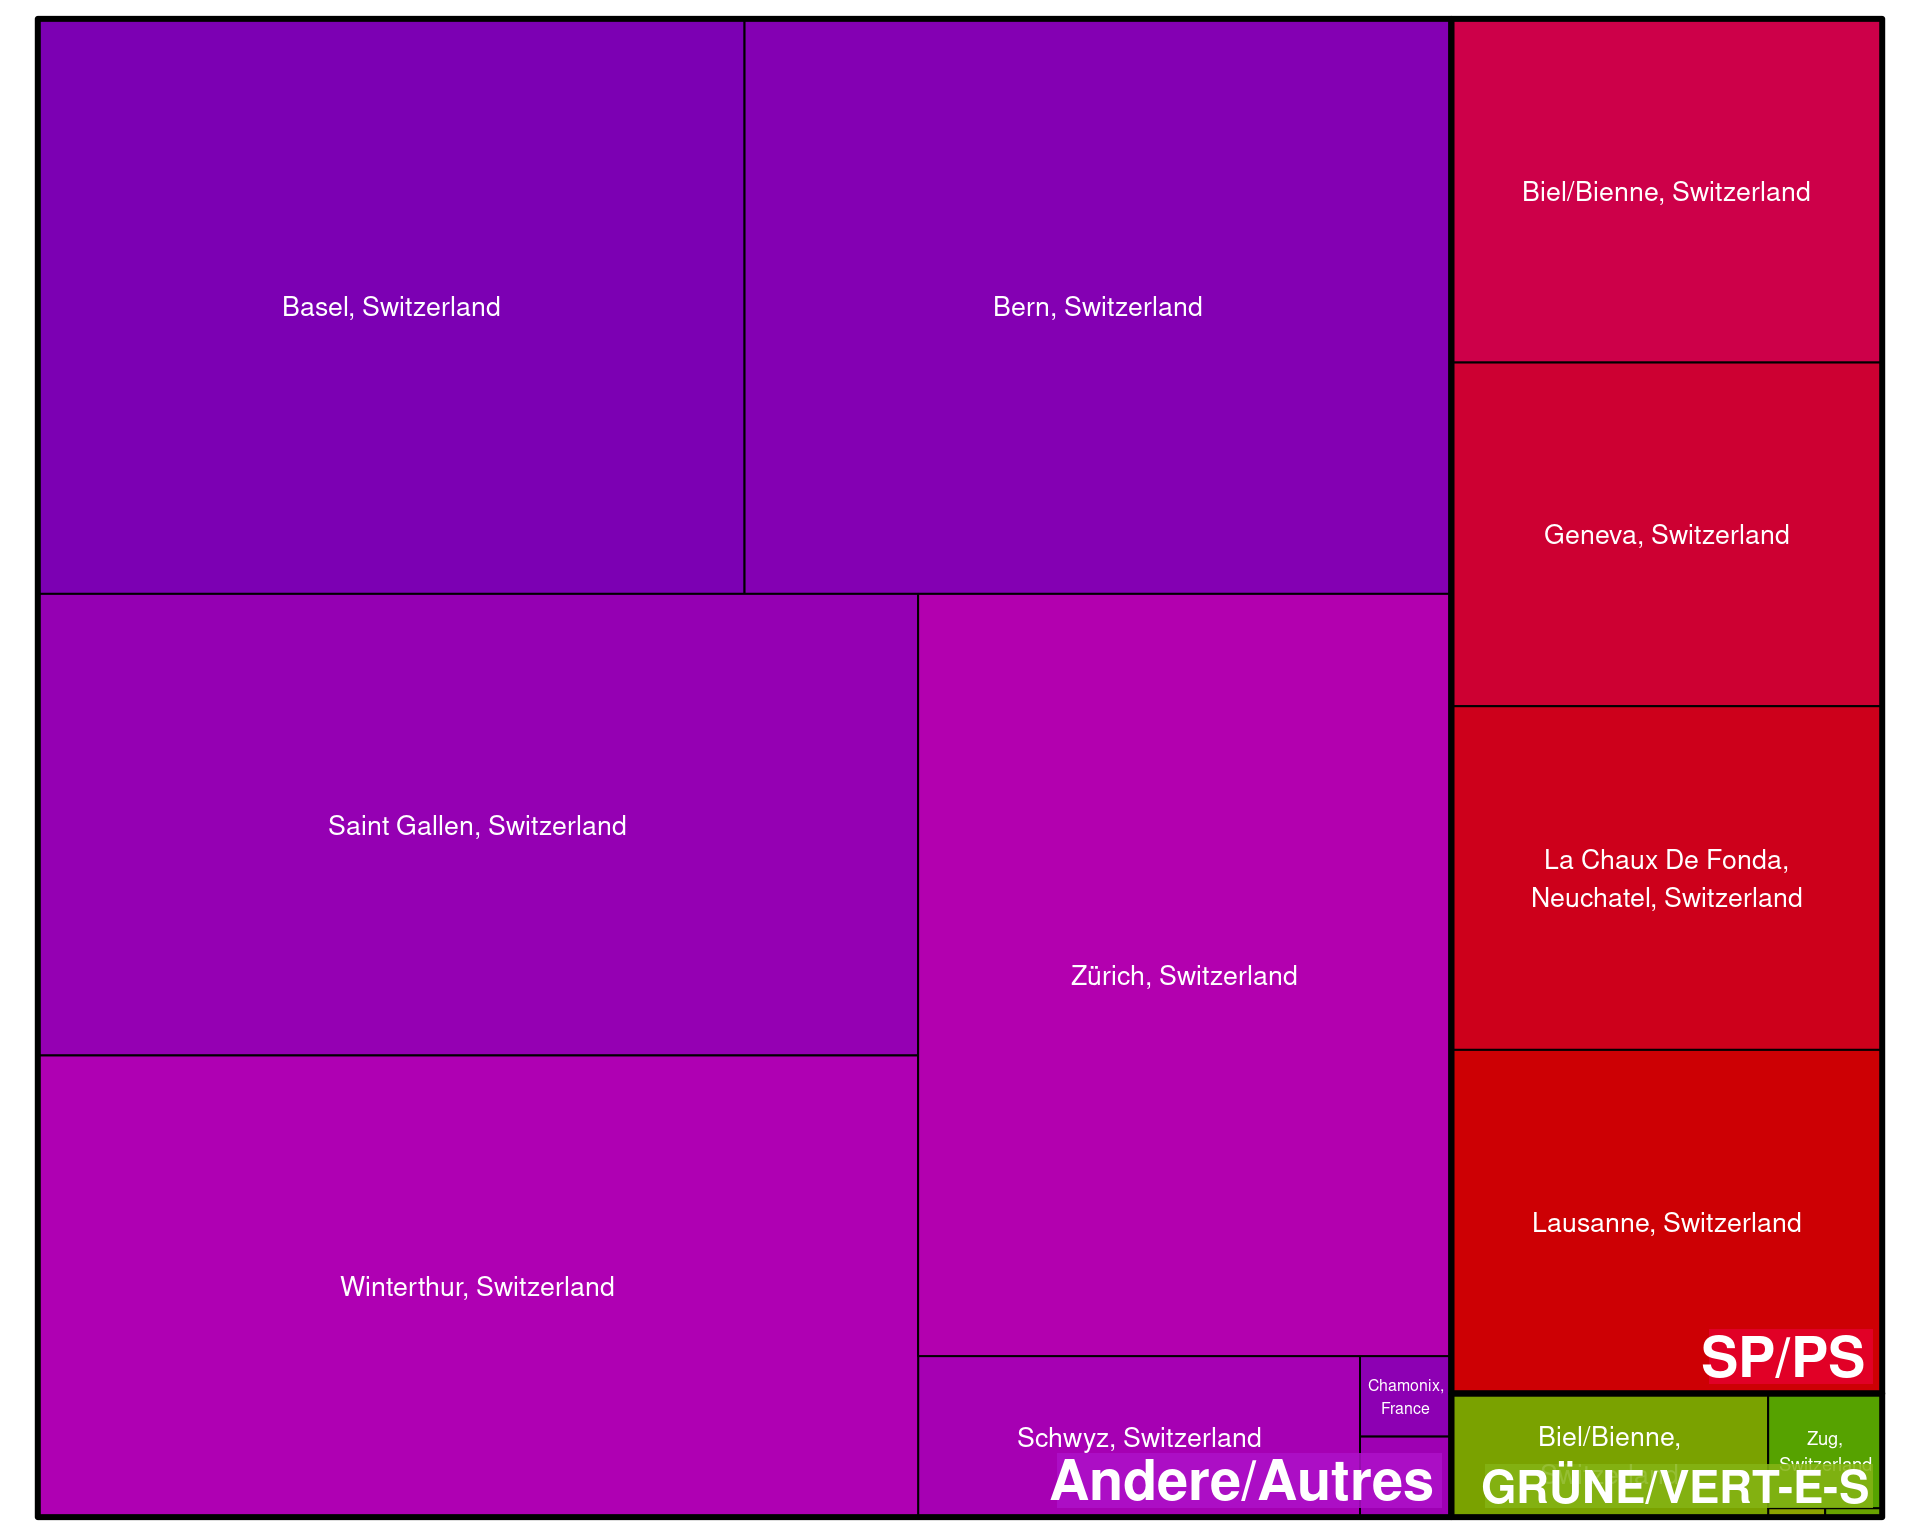 Basel, Switzerland
Bern, Switzerland
Biel/Bienne, Switzerland
Geneva, Switzerland
Saint Gallen, Switzerland
La Chaux De Fonda,
Neuchatel, Switzerland
Zürich, Switzerland
Lausanne, Switzerland
Winterthur, Switzerland
SP/PS
Chamonix,
France
Schwyz, Switzerland
Andere/Autres
Biel/Bienne,
Zug,
Switzerland
GRÜNE/VERT-E-S